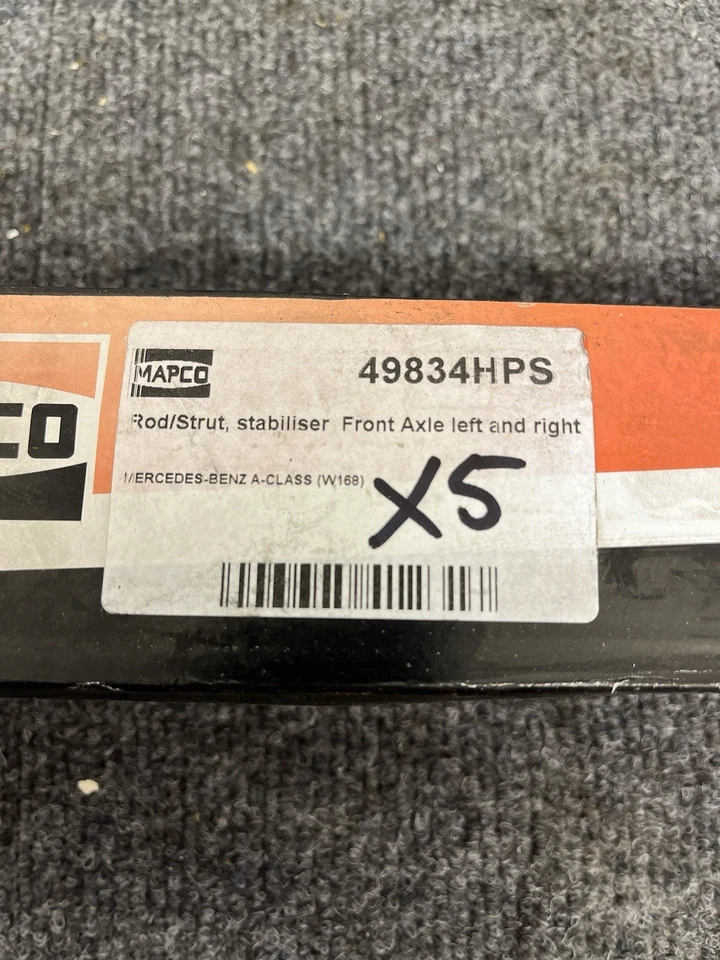 MAPCO
49834HPS
Rod/Strut, stabiliser Front Axle left and right
MERCEDES-BENZ A-CLASS (W168)
X5
CO